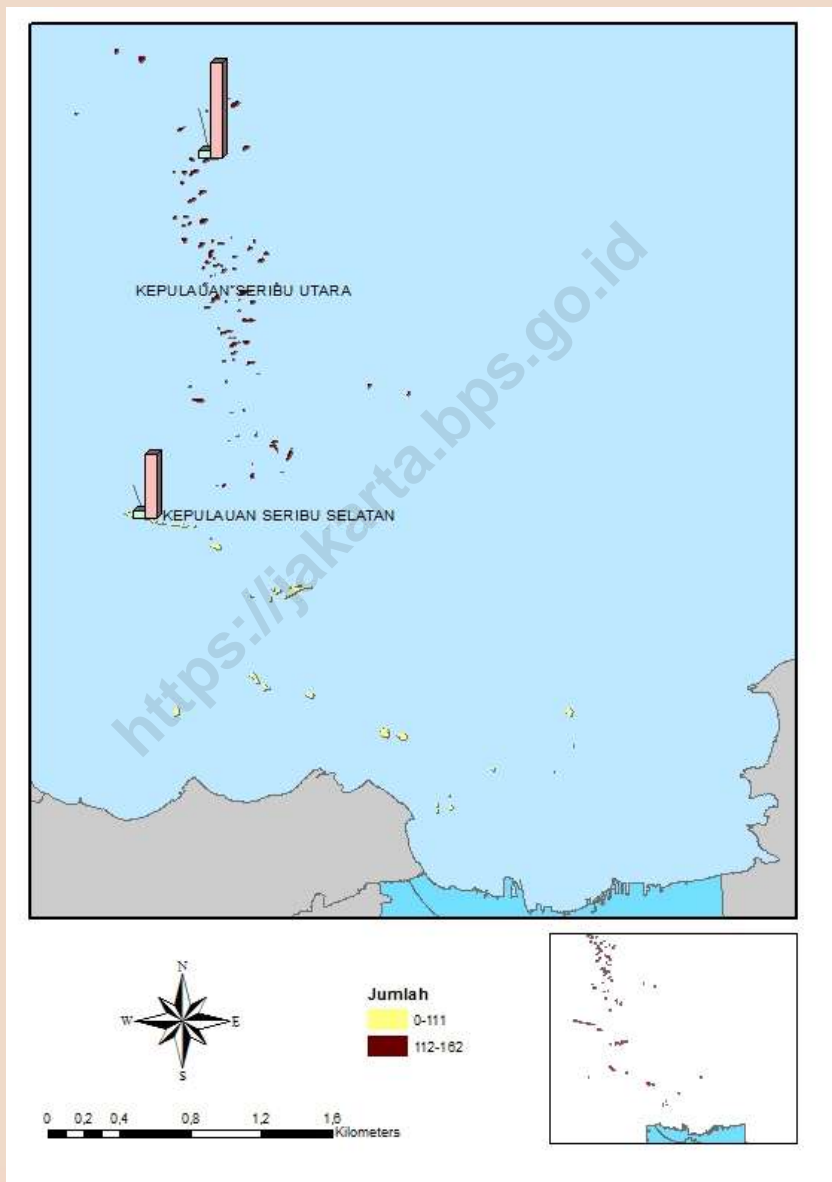 KEPULAUAN SERIBU UTARA
KEPULAUAN SERIBU SELATAN
https://jakarta.bps.go.id
N
W E
S
Jumlah
0-111
112-162
0 0,2 0,4 0,8 1,2 1,6
Kilometers